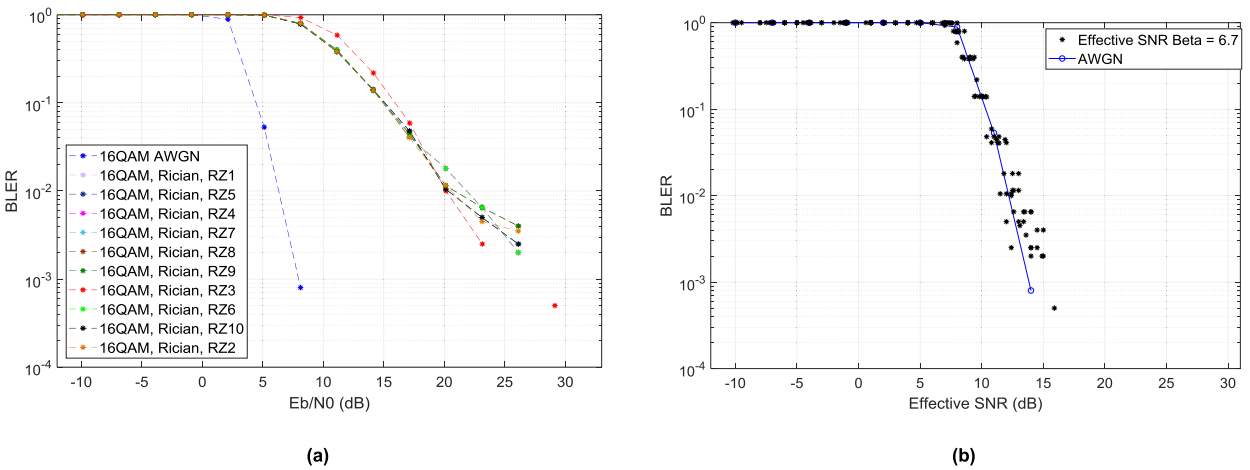 10^0
10^-1
10^-2
10^-3
10^-4
BLER
16QAM AWGN
16QAM, Rician, RZ1
16QAM, Rician, RZ5
16QAM, Rician, RZ4
16QAM, Rician, RZ7
16QAM, Rician, RZ8
16QAM, Rician, RZ9
16QAM, Rician, RZ3
16QAM, Rician, RZ6
16QAM, Rician, RZ10
16QAM, Rician, RZ2
-10 -5 0 5 10 15 20 25 30
Eb/N0 (dB)
(a)
10^0
10^-1
10^-2
10^-3
10^-4
BLER
Effective SNR Beta = 6.7
AWGN
-10 -5 0 5 10 15 20 25 30
Effective SNR (dB)
(b)